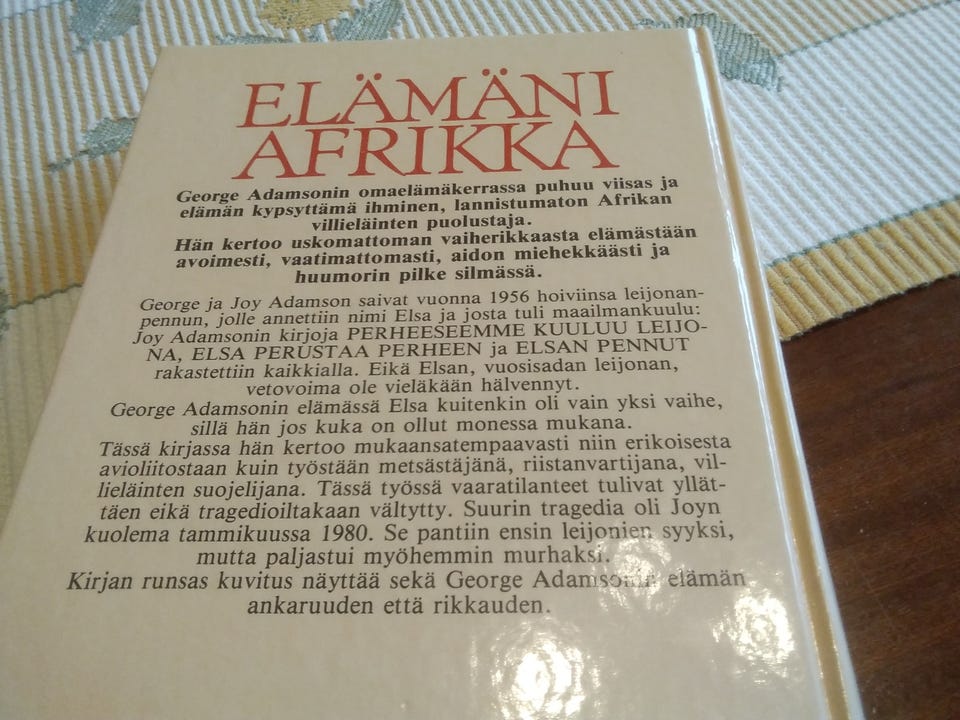 ELÄMÄNI
AFRIKKA
George Adamsonin omaelämäkerrassa puhuu viisas ja
elämän kypsyttämä ihminen, lannistumaton Afrikan
villieläinten puolustaja.
Hän kertoo uskomattoman vaiherikkaasta elämästään
avoimesti, vaatimattomasti, aidon miehekkäästi ja
huumorin pilke silmässä.
George ja Joy Adamson saivat vuonna 1956 hoiviinsa leijonan-
pennun, jolle annettiin nimi Elsa ja josta tuli maailmankuulu:
Joy Adamsonin kirjoja PERHEESEEMME KUULUU LEIJO-
NA, ELSA PERUSTAA PERHEEN ja ELSAN PENNUT
rakastettiin kaikkialla. Eikä Elsan, vuosisadan leijonan,
vetovoima ole vieläkään hälvennyt.
George Adamsonin elämässä Elsa kuitenkin oli vain yksi vaihe,
sillä hän jos kuka on ollut monessa mukana.
Tässä kirjassa hän kertoo mukaansatempaavasti niin erikoisesta
avioliitostaan kuin työstään metsästäjänä, riistanvartijana, vil-
lieläinten suojelijana. Tässä työssä vaaratilanteet tulivat yllät-
täen eikä tragedioiltakaan vältytty. Suurin tragedia oli Joyn
kuolema tammikuussa 1980. Se pantiin ensin leijonien syyksi,
mutta paljastui myöhemmin murhaksi.
Kirjan runsas kuvitus näyttää sekä George Adamsonin elämän
ankaruuden että rikkauden.